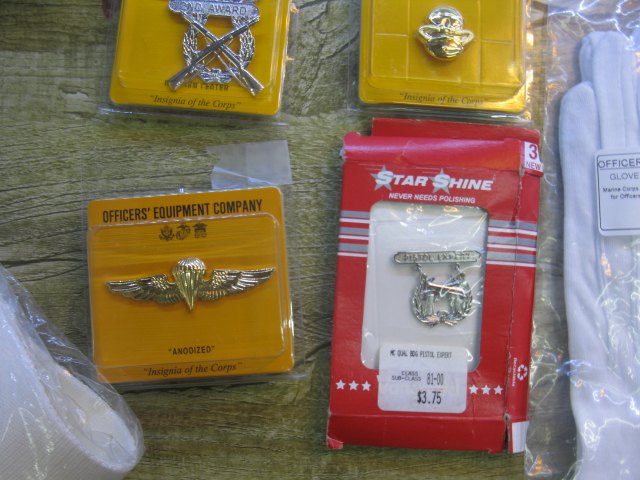 AWARD
"Insignia of the Corps"
"Insignia of the Corps"
OFFICERS' EQUIPMENT COMPANY
"ANODIZED"
"Insignia of the Corps"
3
NEW
STAR SHINE
NEVER NEEDS POLISHING
PISTOL EXPERT
MC QUAL BDG PISTOL EXPERT
CLASS
SUB-CLASS 81-00
$3.75
OFFICER
GLOVE
Marine Corps
for Officers